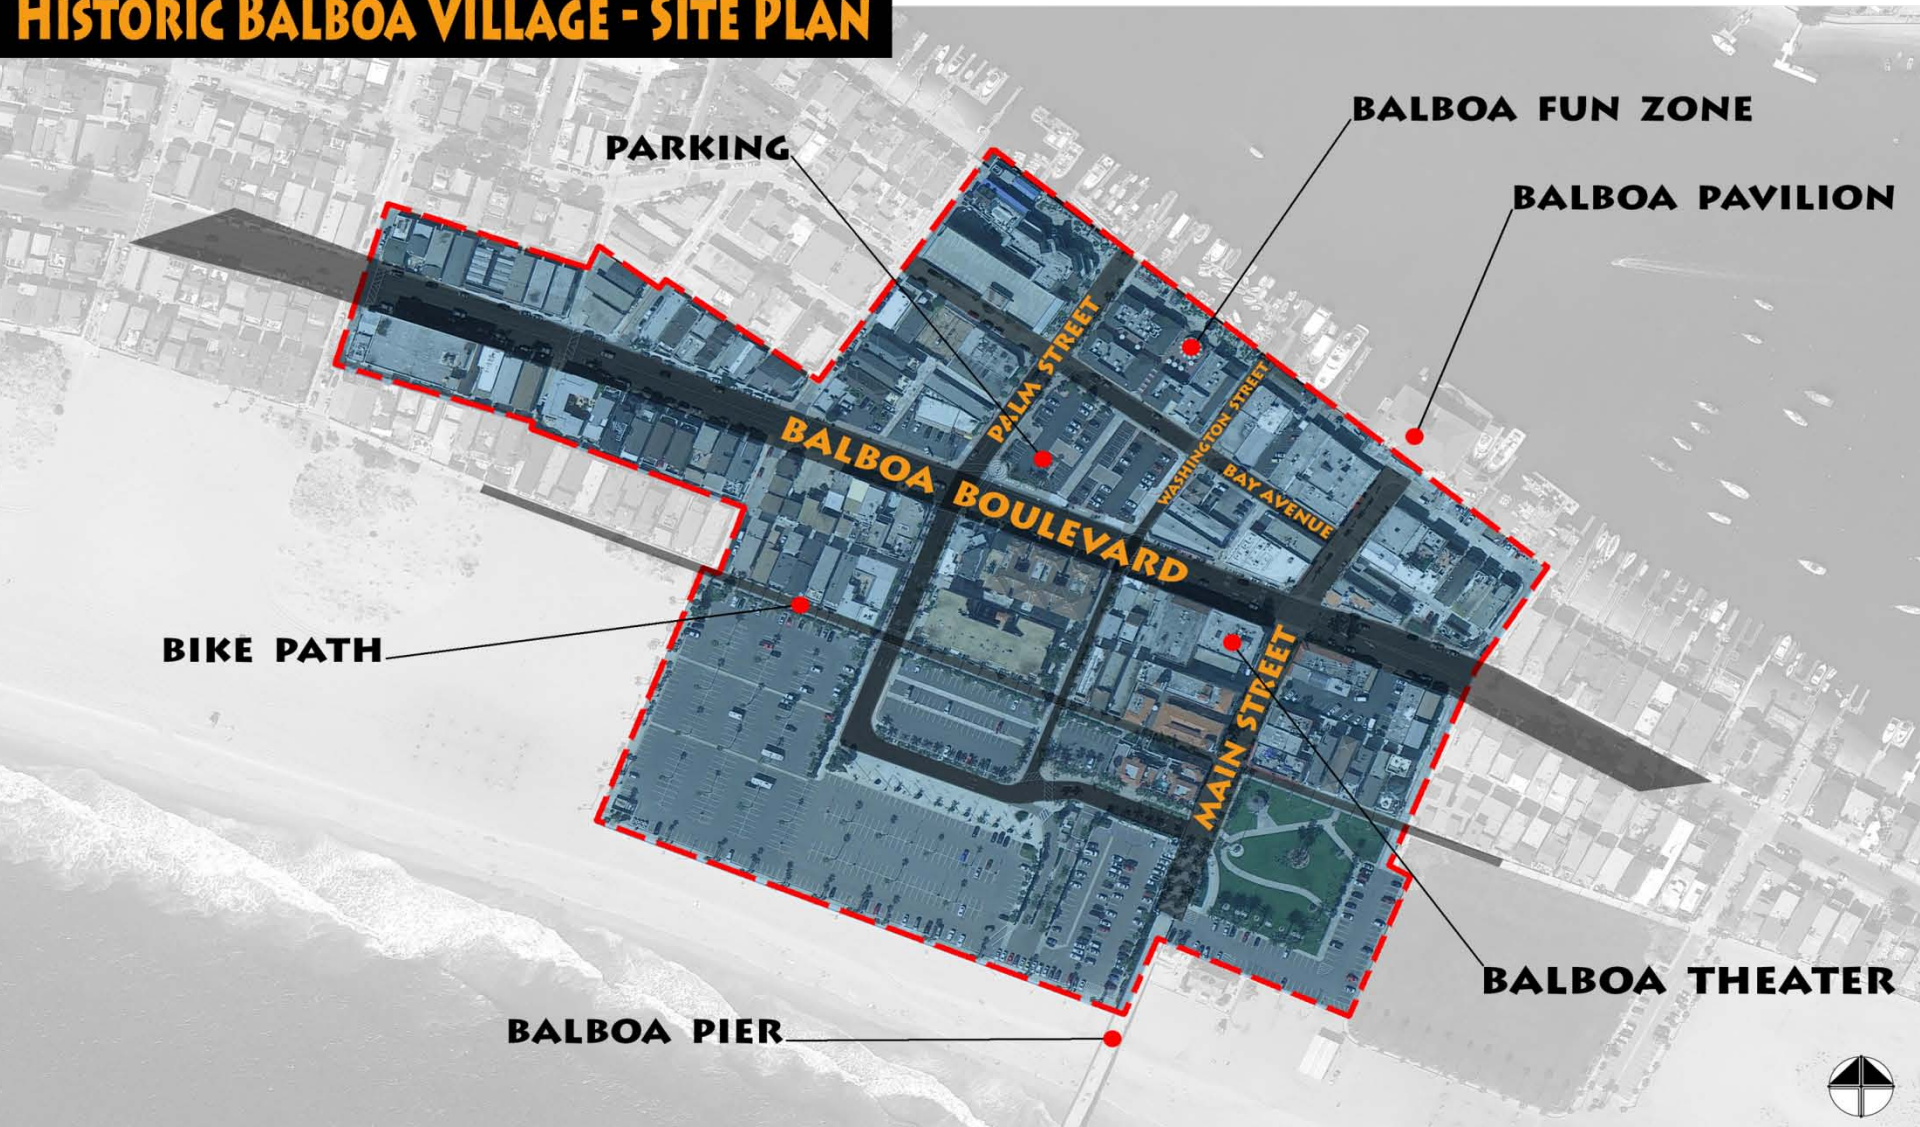 HISTORIC BALBOA VILLAGE - SITE PLAN
BALBOA FUN ZONE
PARKING
BALBOA PAVILION
PALM STREET
WASHINGTON STREET
BALBOA BOULEVARD
BAY AVENUE
BIKE PATH
MAIN STREET
BALBOA THEATER
BALBOA PIER